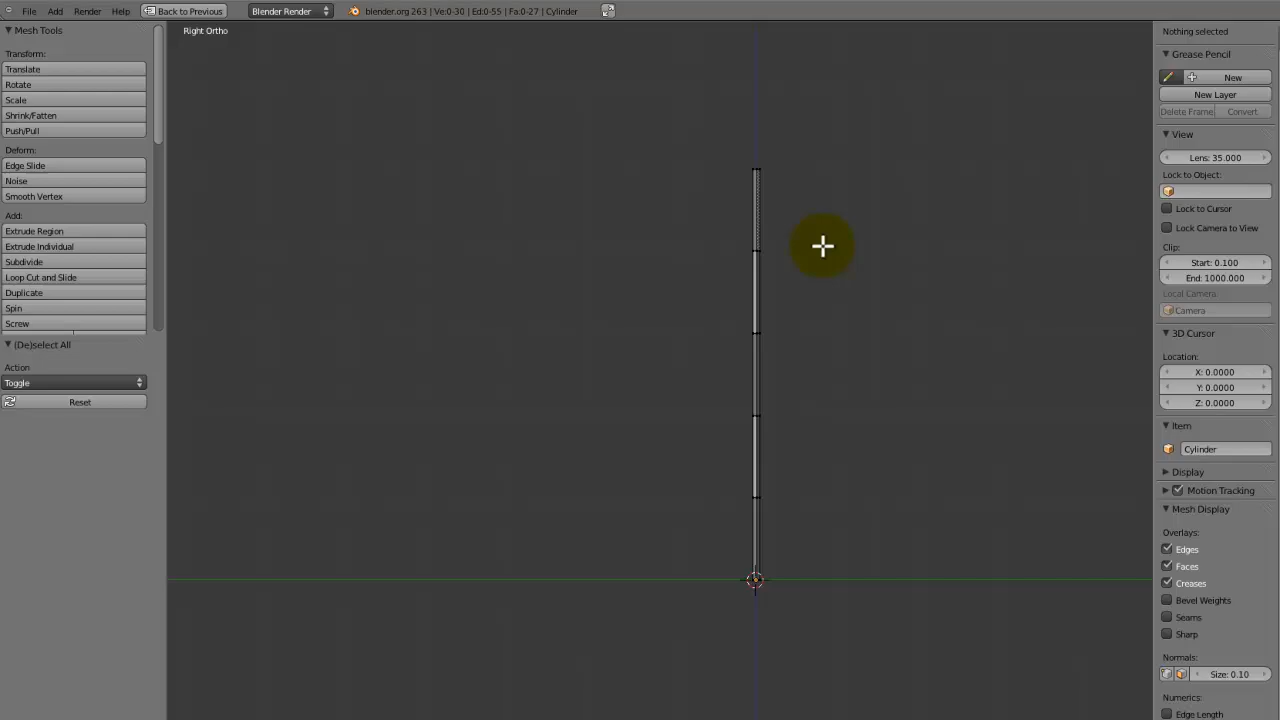 File Add Render Help Back to Previous Blender Render blender.org 263 | Ve:0-30 | Ed:0-55 | Fa:0-27 | Cylinder
Mesh Tools
Transform:
Translate
Rotate
Scale
Shrink/Fatten
Push/Pull
Deform:
Edge Slide
Noise
Smooth Vertex
Add:
Extrude Region
Extrude Individual
Subdivide
Loop Cut and Slide
Duplicate
Spin
Screw
(De)select All
Action
Toggle
Reset
Right Ortho
Nothing selected
Grease Pencil
New
New Layer
Delete Frame Convert
View
Lens: 35.000
Lock to Object:
Lock to Cursor
Lock Camera to View
Clip:
Start: 0.100
End: 1000.000
Local Camera:
Camera
3D Cursor
Location:
X: 0.0000
Y: 0.0000
Z: 0.0000
Item
Cylinder
Display
Motion Tracking
Mesh Display
Overlays:
Edges
Faces
Creases
Bevel Weights
Seams
Sharp
Normals:
Size: 0.10
Numerics:
Edge Length